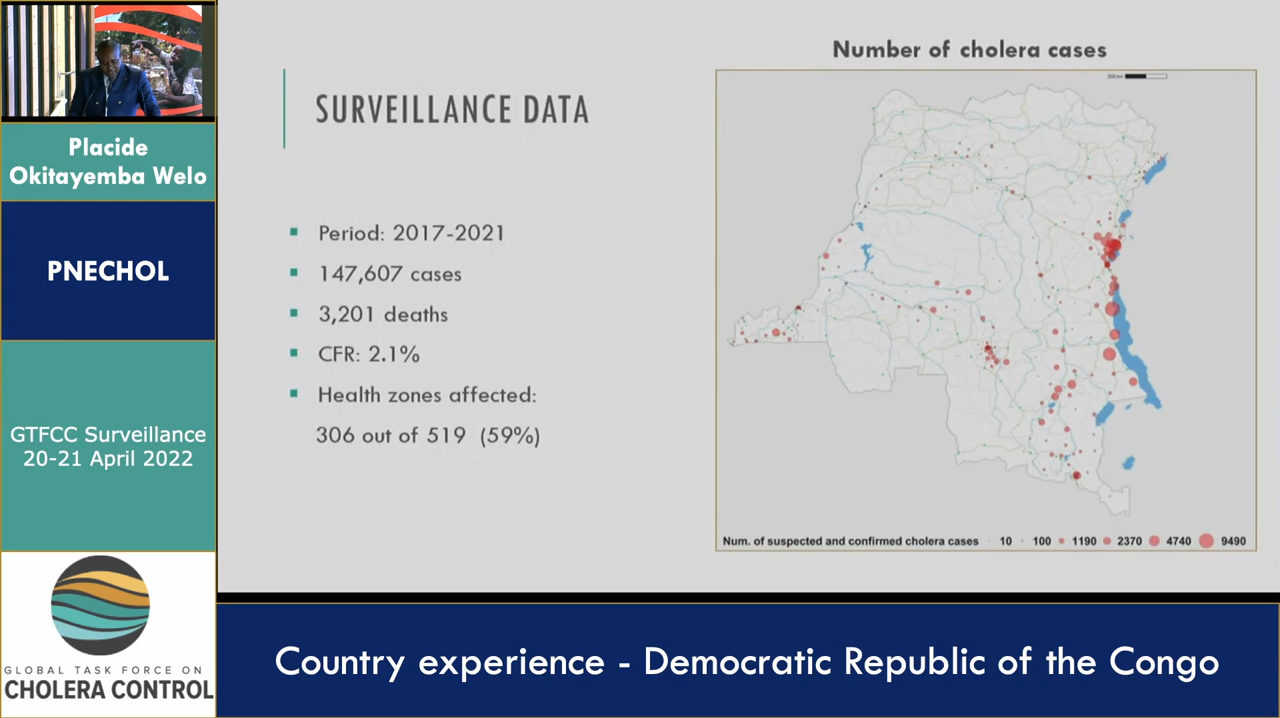 Placide
Okitayemba Welo
PNECHOL
GTFCC Surveillance
20-21 April 2022
GLOBAL TASK FORCE ON
CHOLERA CONTROL
SURVEILLANCE DATA
Period: 2017-2021
147,607 cases
3,201 deaths
CFR: 2.1%
Health zones affected:
306 out of 519 (59%)
Number of cholera cases
Num. of suspected and confirmed cholera cases 10 100 1190 2370 4740 9490
Country experience - Democratic Republic of the Congo